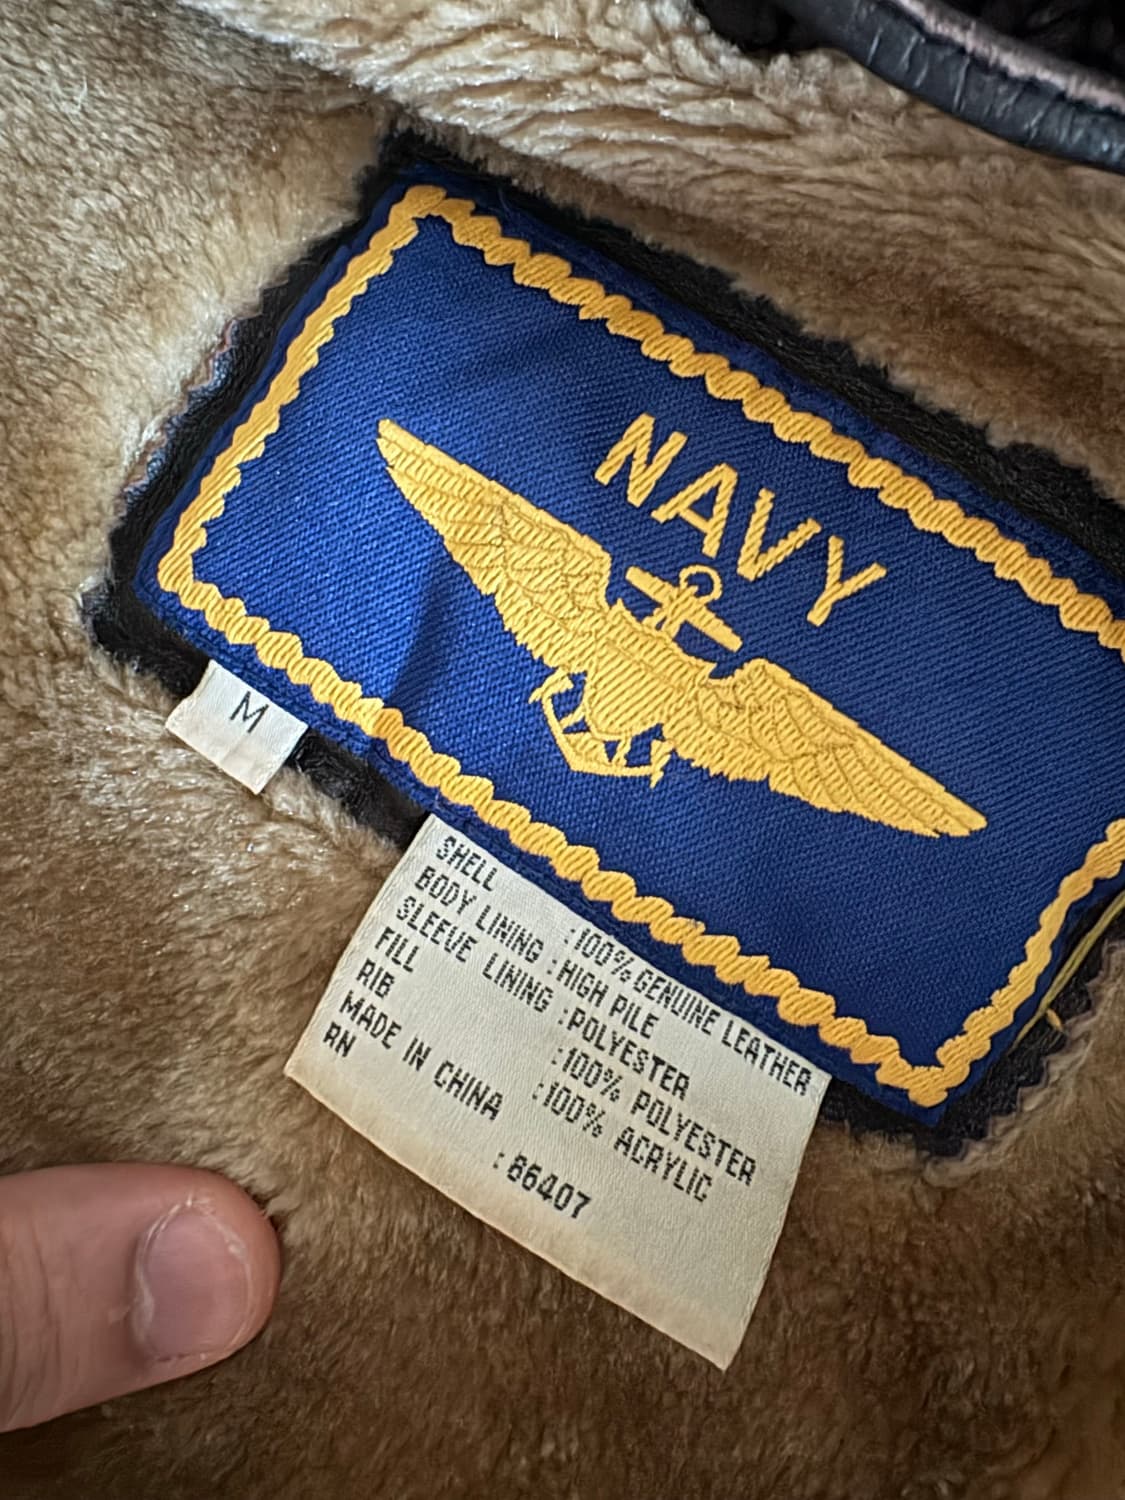 NAVY
M
SHELL :100% GENUINE LEATHER
BODY LINING :HIGH PILE
SLEEVE LINING :POLYESTER
FILL :100% POLYESTER
RIB :100% ACRYLIC
MADE IN CHINA
RN :86407